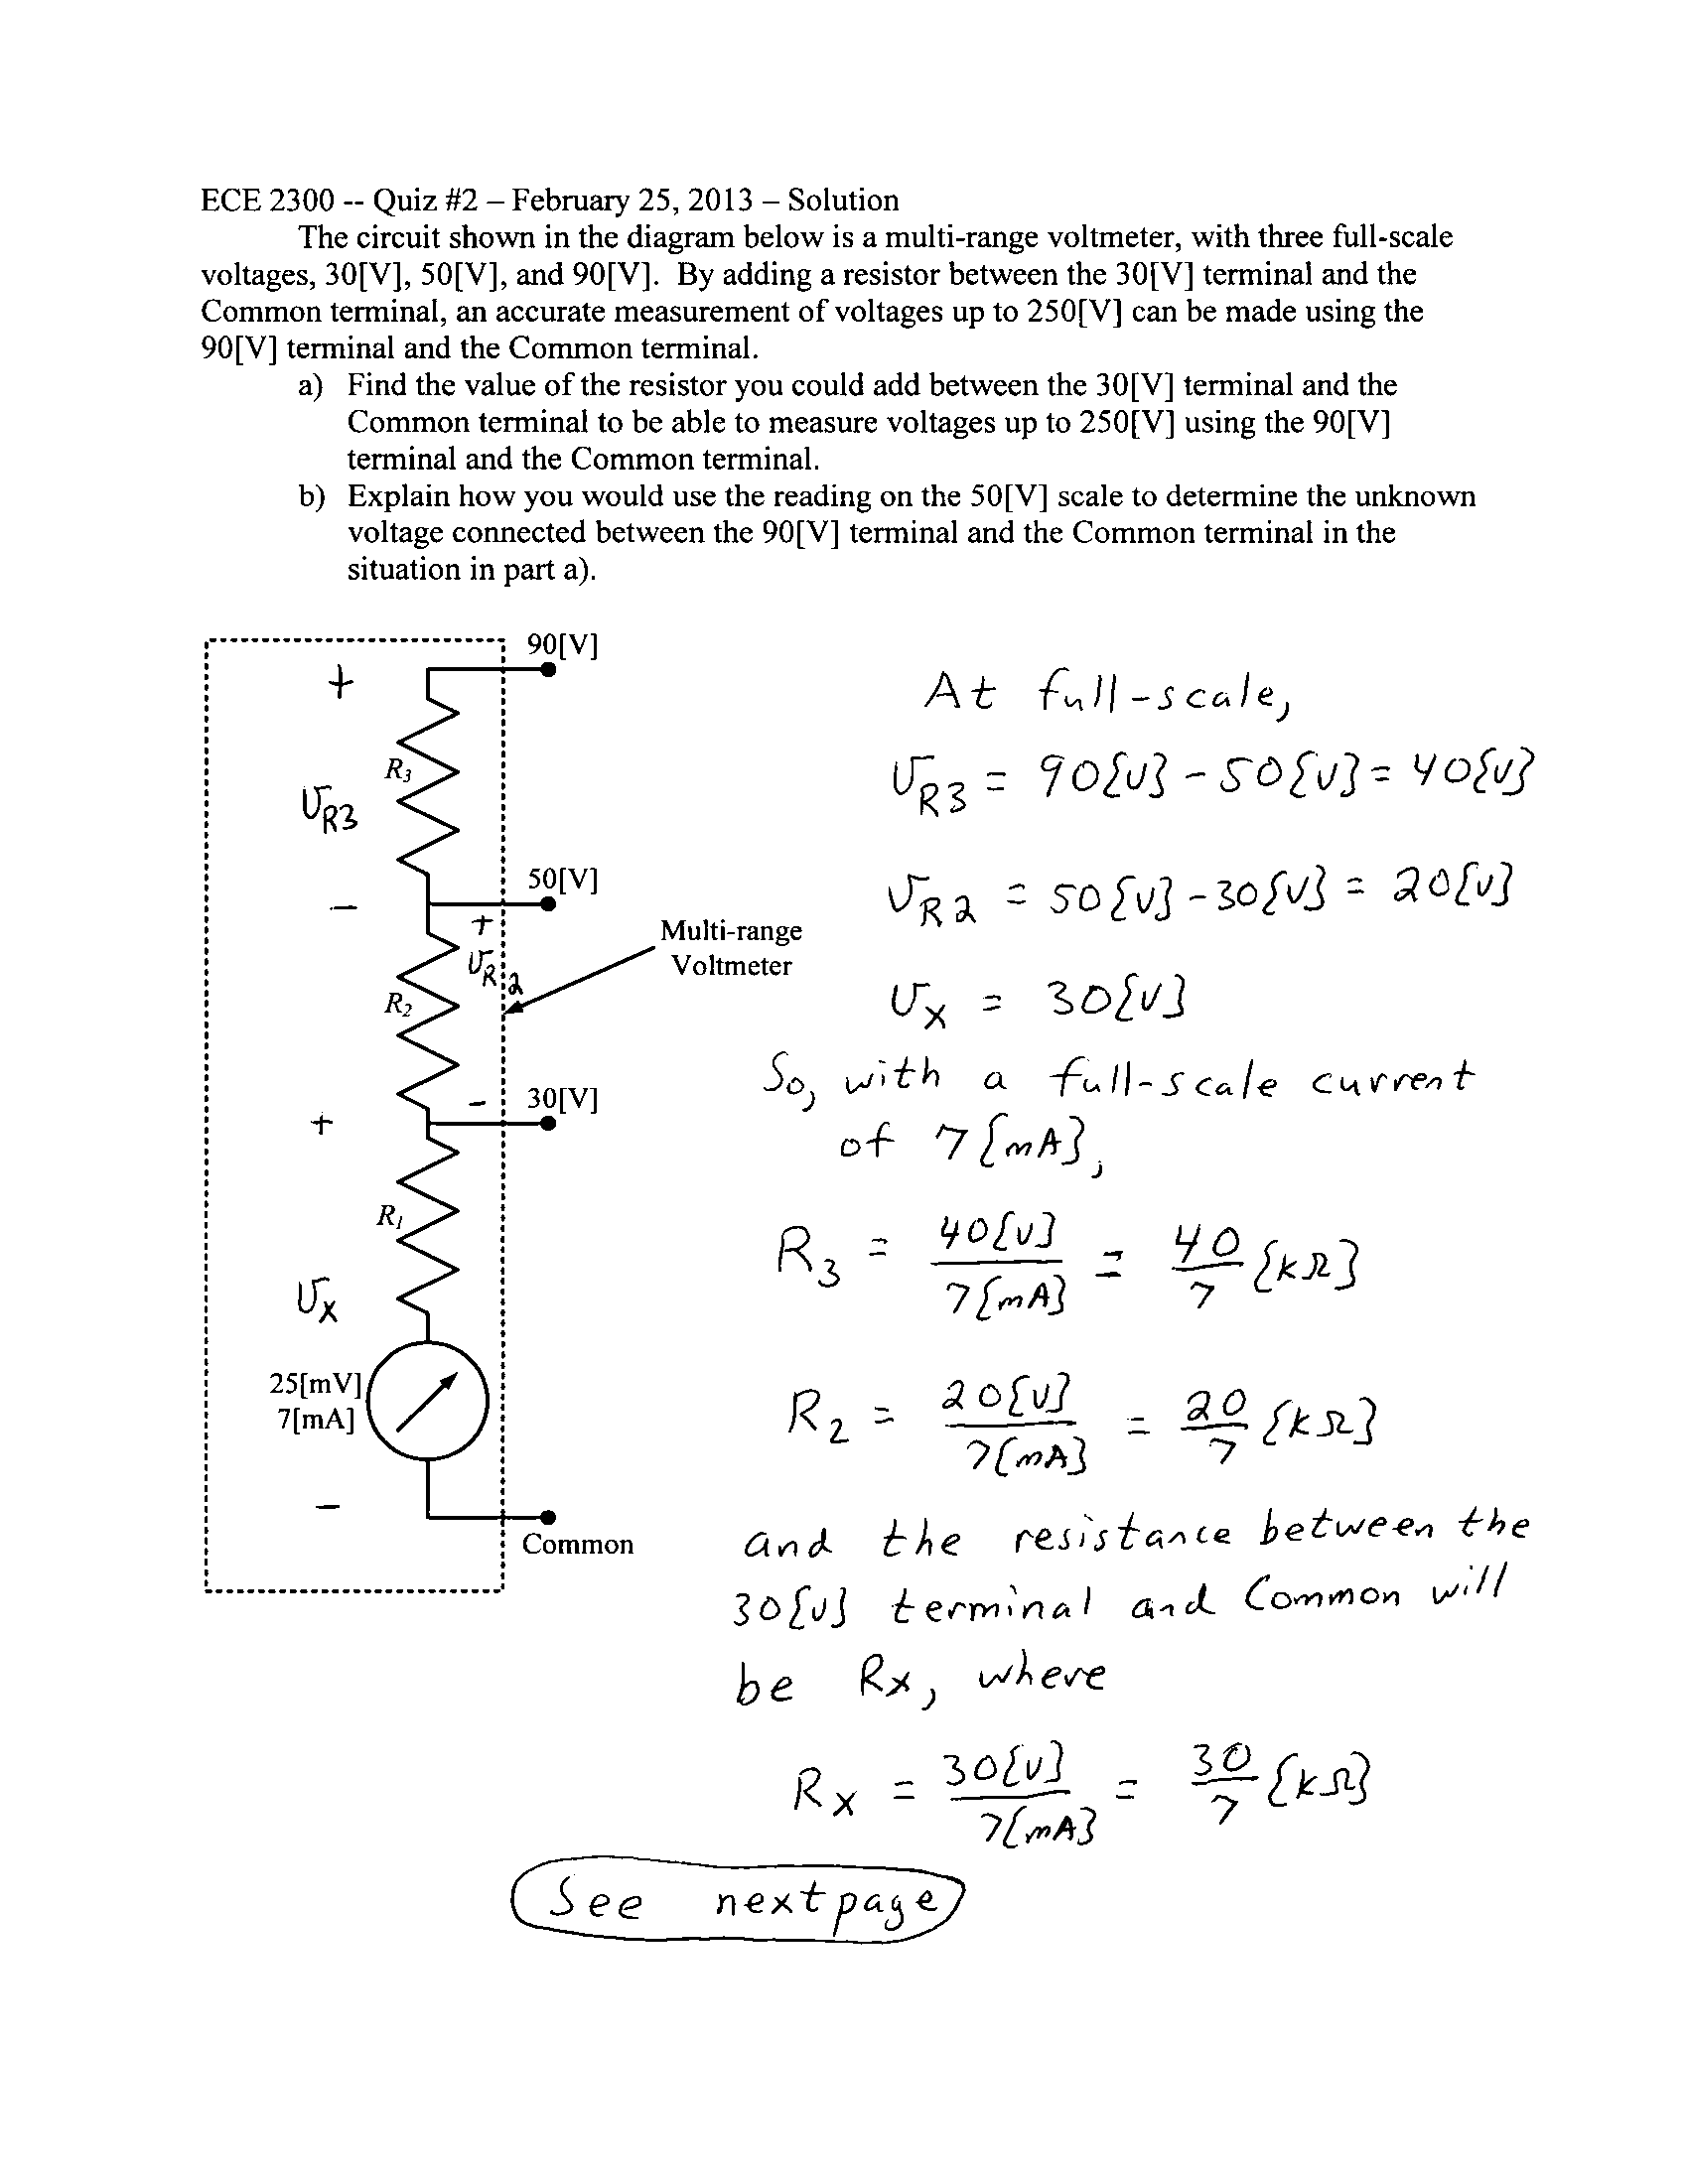 ECE 2300 -- Quiz #2 – February 25, 2013 – Solution
The circuit shown in the diagram below is a multi-range voltmeter, with three full-scale
voltages, 30[V], 50[V], and 90[V]. By adding a resistor between the 30[V] terminal and the
Common terminal, an accurate measurement of voltages up to 250[V] can be made using the
90[V] terminal and the Common terminal.
a) Find the value of the resistor you could add between the 30[V] terminal and the
Common terminal to be able to measure voltages up to 250[V] using the 90[V]
terminal and the Common terminal.
b) Explain how you would use the reading on the 50[V] scale to determine the unknown
voltage connected between the 90[V] terminal and the Common terminal in the
situation in part a).
90[V]
+
R3
VR3
−
50[V]
+
VR2
R2
−
Multi-range
Voltmeter
30[V]
+
R1
Vx
25[mV]
7[mA]
−
Common
At full-scale,
VR3 = 90[V] - 50[V] = 40[V]
VR2 = 50[V] - 30[V] = 20[V]
Vx = 30[V]
So, with a full-scale current
of 7[mA],
R3 = 40[V] / 7[mA] = 40/7 [kΩ]
R2 = 20[V] / 7[mA] = 20/7 [kΩ]
and the resistance between the
30[V] terminal and Common will
be Rx, where
Rx = 30[V] / 7[mA] = 30/7 [kΩ]
See next page